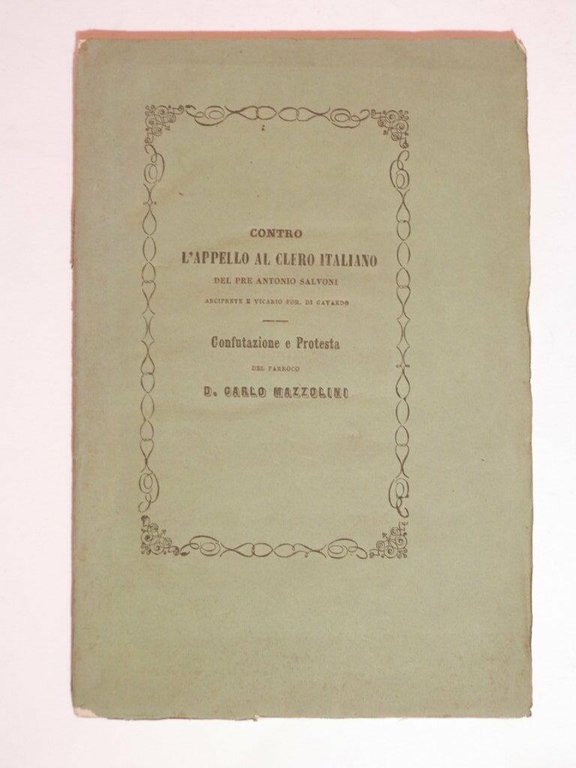 CONTRO
L'APPELLO AL CLERO ITALIANO
DEL PRE ANTONIO SALVONI
ARCIPRETE E VICARIO FOR. DI GAVARDO
Confutazione e Protesta
DEL PARROCO
D. CARLO MAZZOLINI